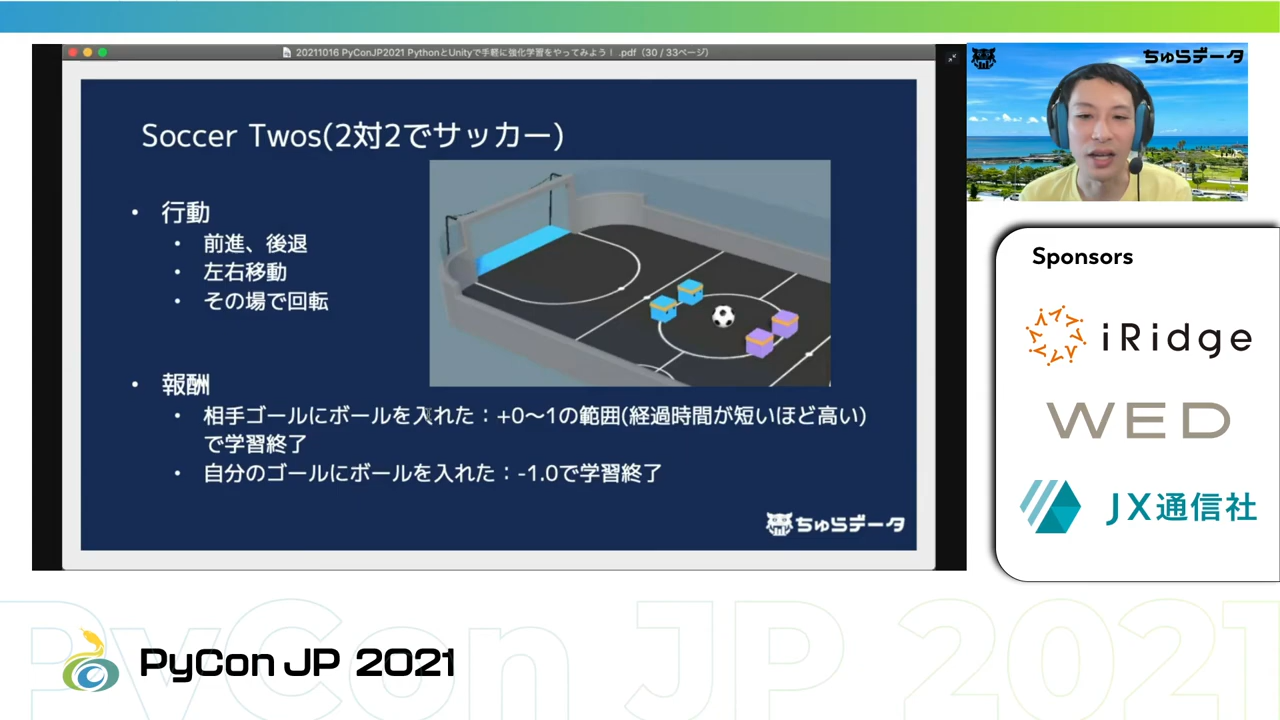 20211016 PyConJP2021 PythonとUnityで手軽に強化学習をやってみよう！ .pdf（30 / 33ページ）
ちゅらデータ
Soccer Twos(2対2でサッカー)
• 行動
• 前進、後退
• 左右移動
• その場で回転
• 報酬
• 相手ゴールにボールを入れた：+0〜1の範囲(経過時間が短いほど高い)
で学習終了
• 自分のゴールにボールを入れた：-1.0で学習終了
ちゅらデータ
Sponsors
iRidge
WED
JX通信社
PyCon JP 2021
PyCon JP 2021